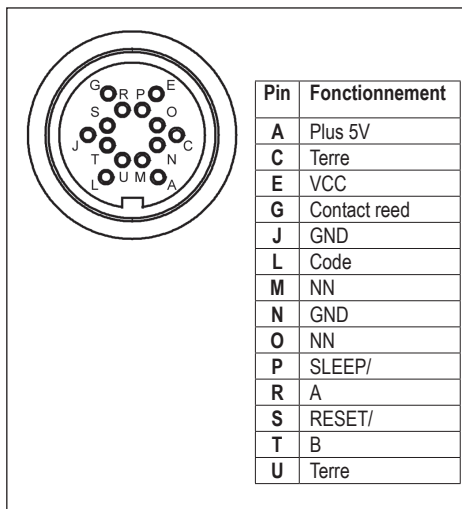 G R P E
S O
J C
T N
L U M A
Pin Fonctionnement
A Plus 5V
C Terre
E VCC
G Contact reed
J GND
L Code
M NN
N GND
O NN
P SLEEP/
R A
S RESET/
T B
U Terre